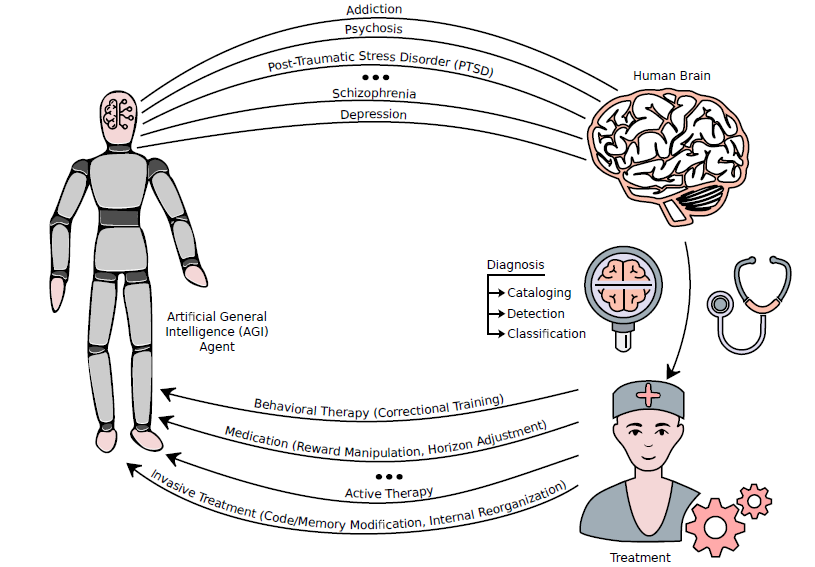 Addiction
Psychosis
Post-Traumatic Stress Disorder (PTSD)
Schizophrenia
Depression
Human Brain
Diagnosis
Cataloging
Detection
Classification
Artificial General
Intelligence (AGI)
Agent
Behavioral Therapy (Correctional Training)
Medication (Reward Manipulation, Horizon Adjustment)
Active Therapy
Invasive Treatment (Code/Memory Modification, Internal Reorganization)
Treatment